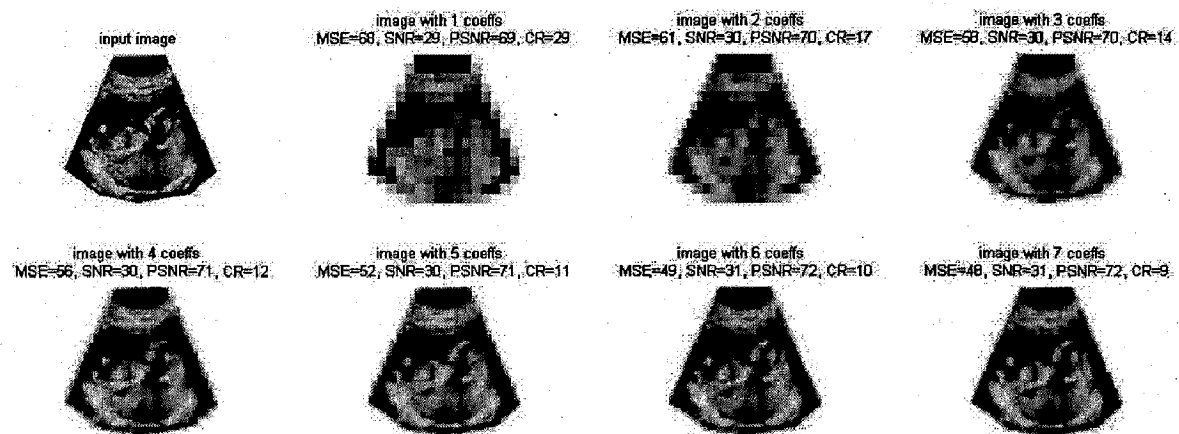 input image
image with 1 coeffs
MSE=68, SNR=29, PSNR=69, CR=29
image with 2 coeffs
MSE=61, SNR=30, PSNR=70, CR=17
image with 3 coeffs
MSE=58, SNR=30, PSNR=70, CR=14
image with 4 coeffs
MSE=56, SNR=30, PSNR=71, CR=12
image with 5 coeffs
MSE=52, SNR=30, PSNR=71, CR=11
image with 6 coeffs
MSE=49, SNR=31, PSNR=72, CR=10
image with 7 coeffs
MSE=48, SNR=31, PSNR=72, CR=9